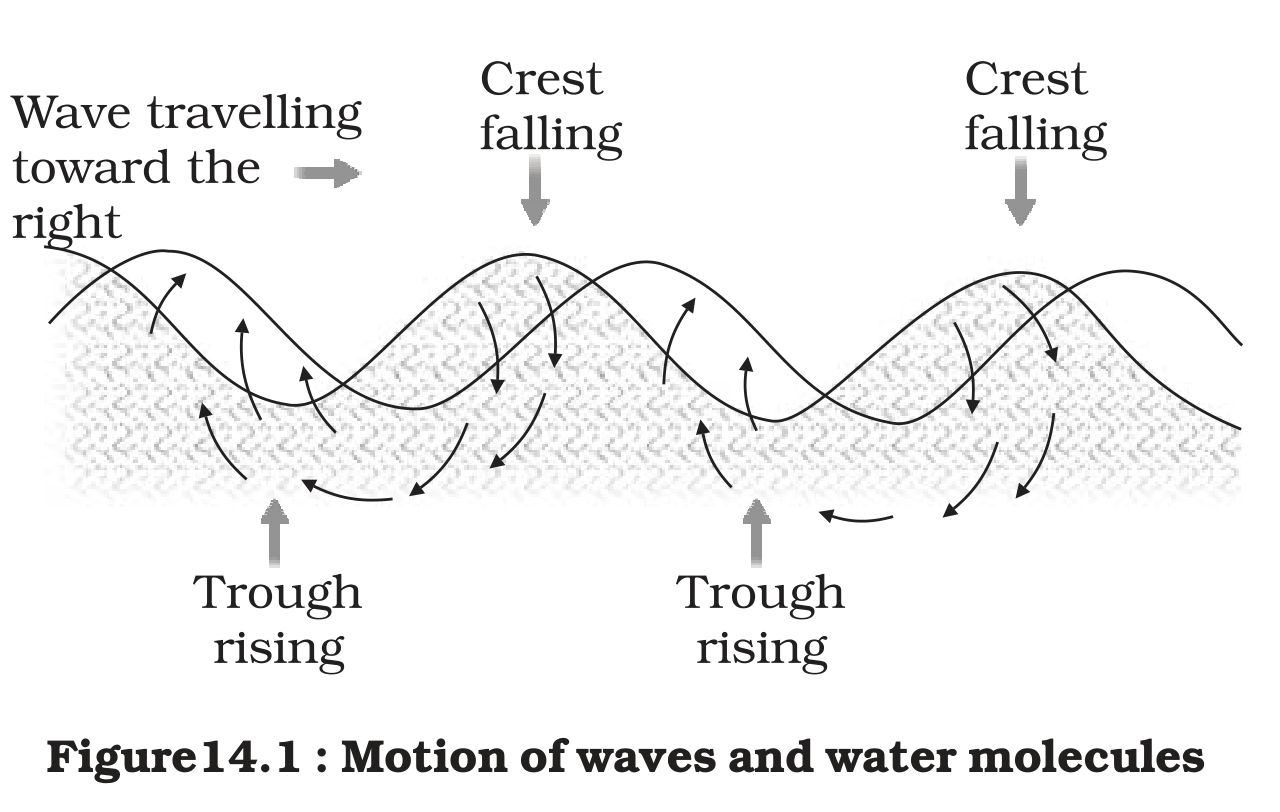 Wave travelling
toward the
right
Crest
falling
Crest
falling
Trough
rising
Trough
rising
Figure14.1 : Motion of waves and water molecules